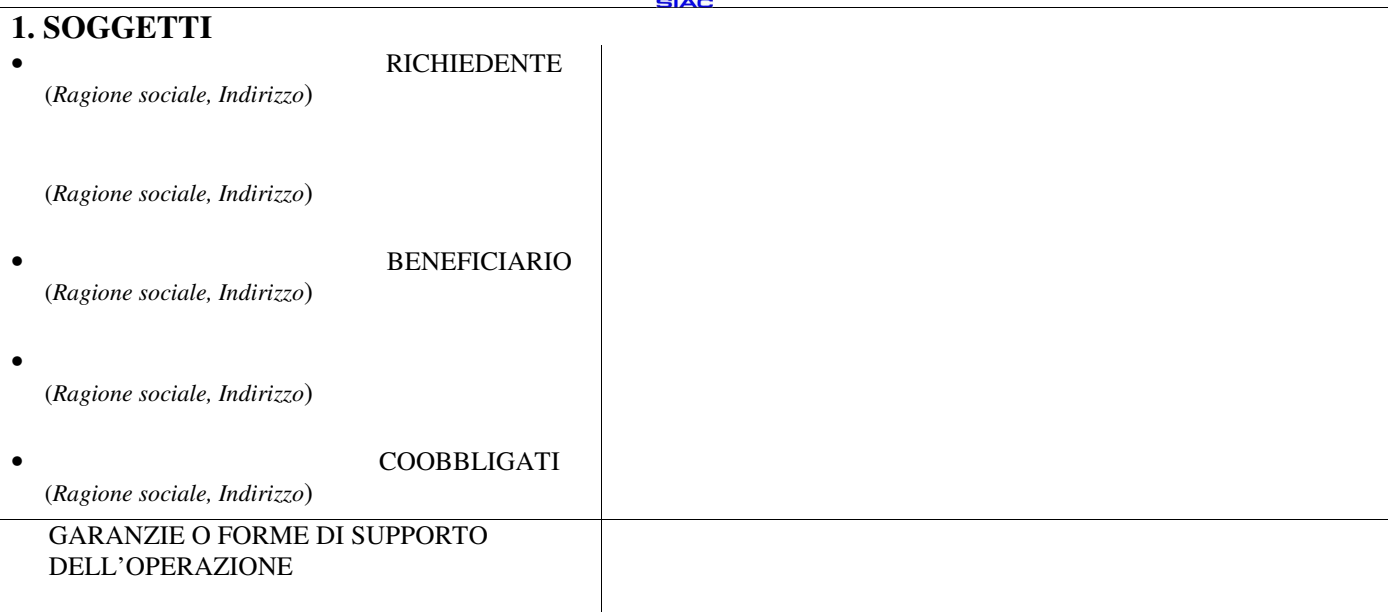 SIAC
1. SOGGETTI
• RICHIEDENTE
(Ragione sociale, Indirizzo)
(Ragione sociale, Indirizzo)
• BENEFICIARIO
(Ragione sociale, Indirizzo)
•
(Ragione sociale, Indirizzo)
• COOBBLIGATI
(Ragione sociale, Indirizzo)
GARANZIE O FORME DI SUPPORTO
DELL’OPERAZIONE